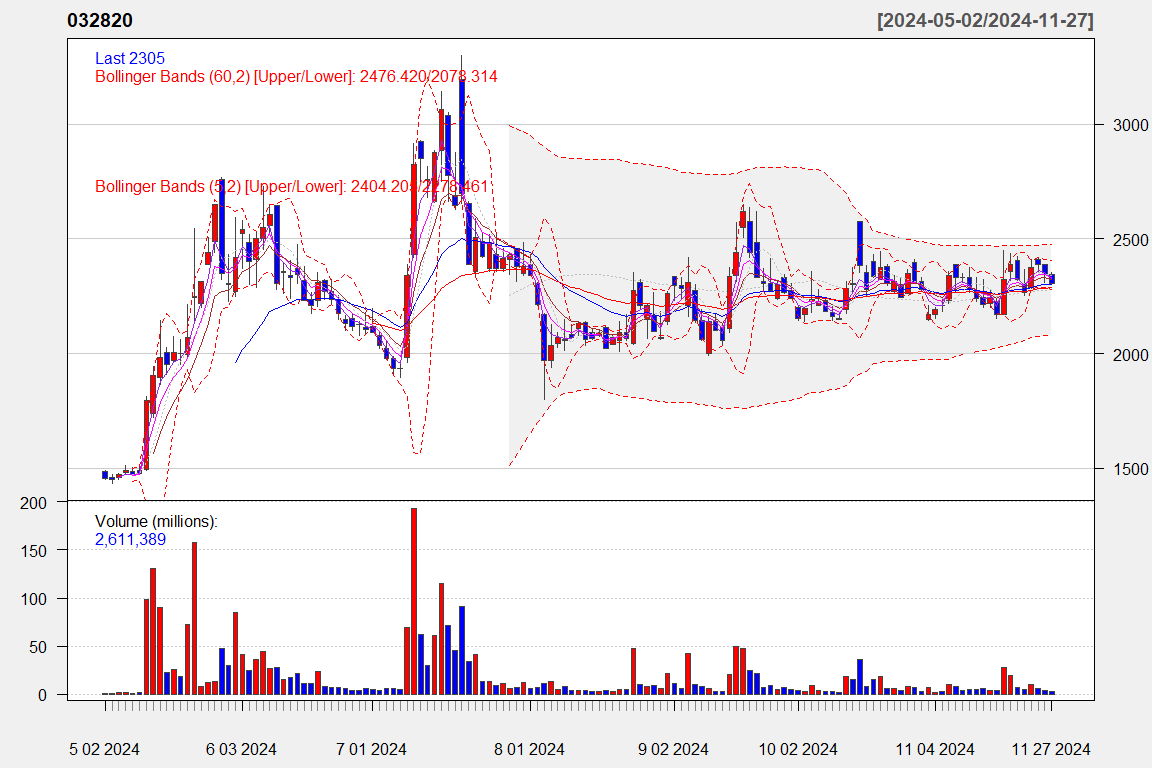 032820 [2024-05-02/2024-11-27]
Last 2305
Bollinger Bands (60,2) [Upper/Lower]: 2476.420/2078.314
Bollinger Bands (5,2) [Upper/Lower]: 2404.205/2278.461
3000
2500
2000
1500
Volume (millions):
2,611,389
200
150
100
50
0
5 02 2024 6 03 2024 7 01 2024 8 01 2024 9 02 2024 10 02 2024 11 04 2024 11 27 2024